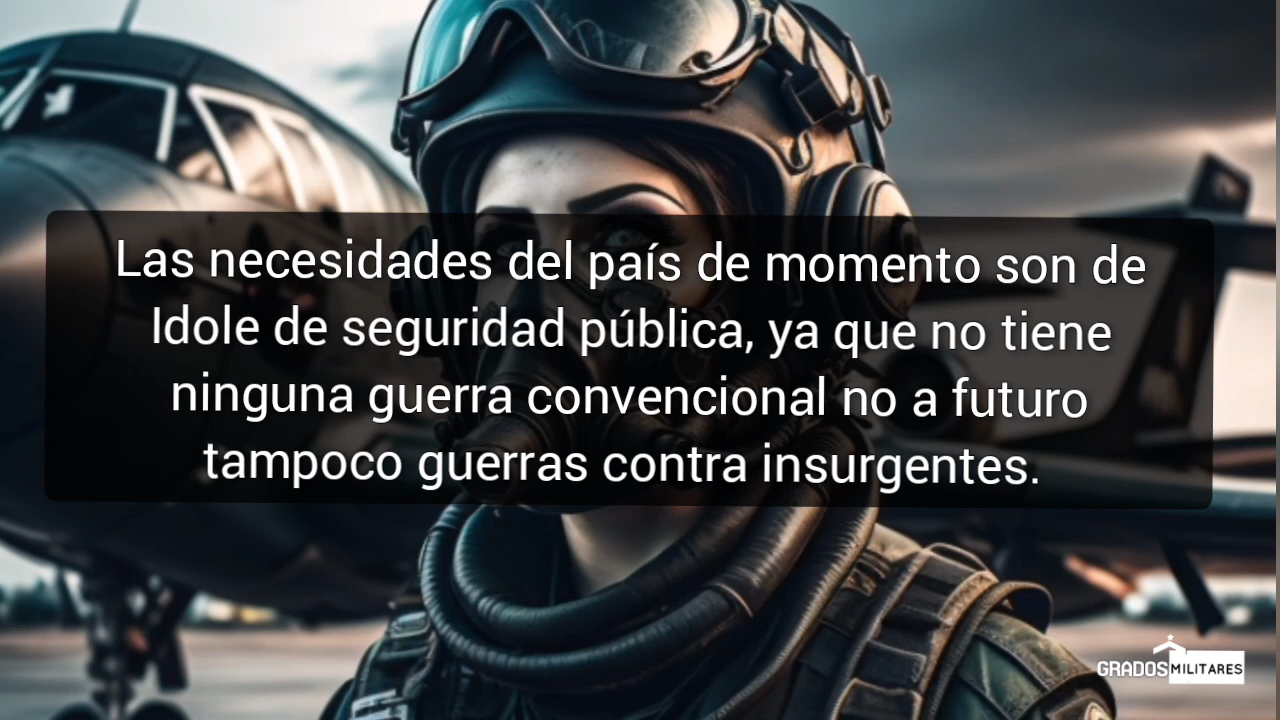 Las necesidades del país de momento son de
Idole de seguridad pública, ya que no tiene
ninguna guerra convencional no a futuro
tampoco guerras contra insurgentes.
GRADOS MILITARES